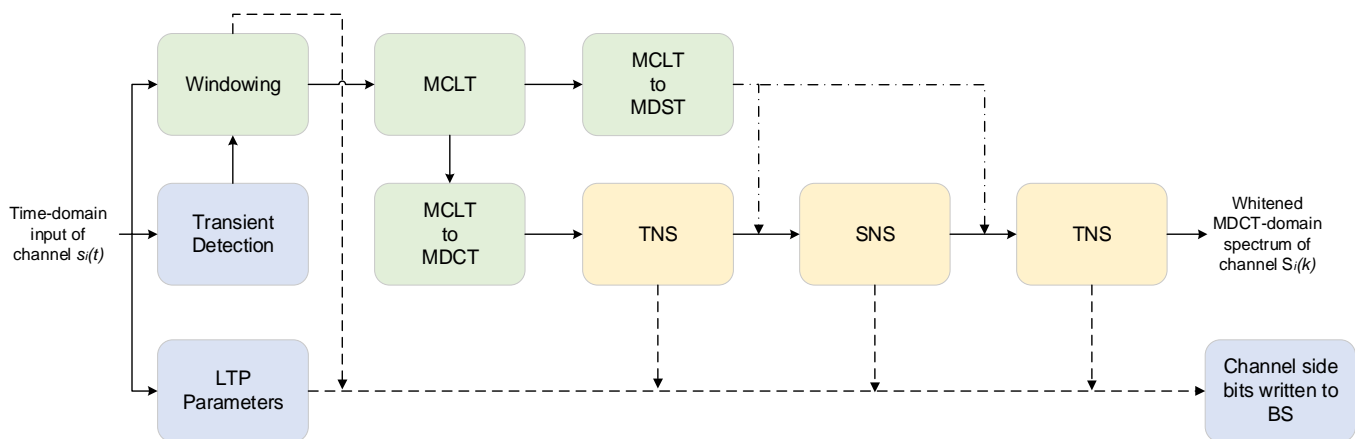 Windowing
MCLT
MCLT
to
MDST
Time-domain
input of
channel si(t)
Transient
Detection
MCLT
to
MDCT
TNS
SNS
TNS
Whitened
MDCT-domain
spectrum of
channel Si(k)
LTP
Parameters
Channel side
bits written to
BS